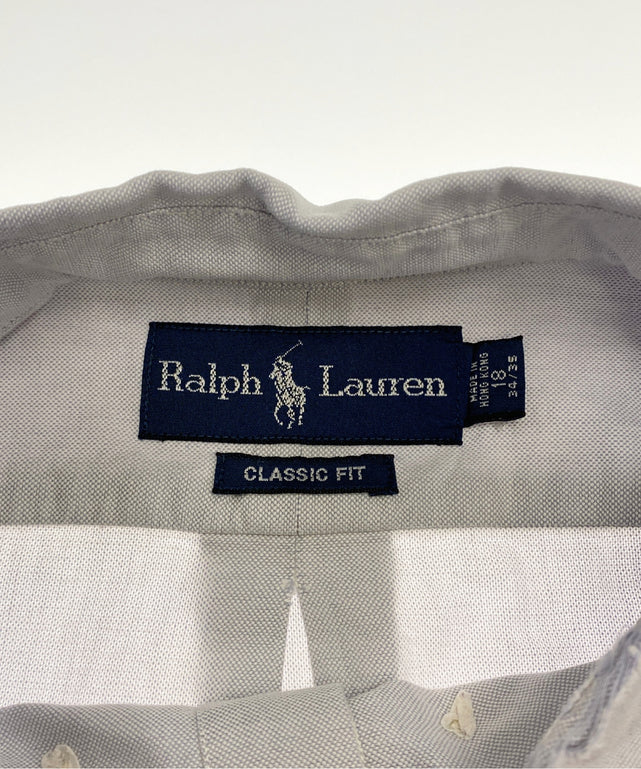 Ralph Lauren
MADE IN
HONG KONG
18
34/35
CLASSIC FIT